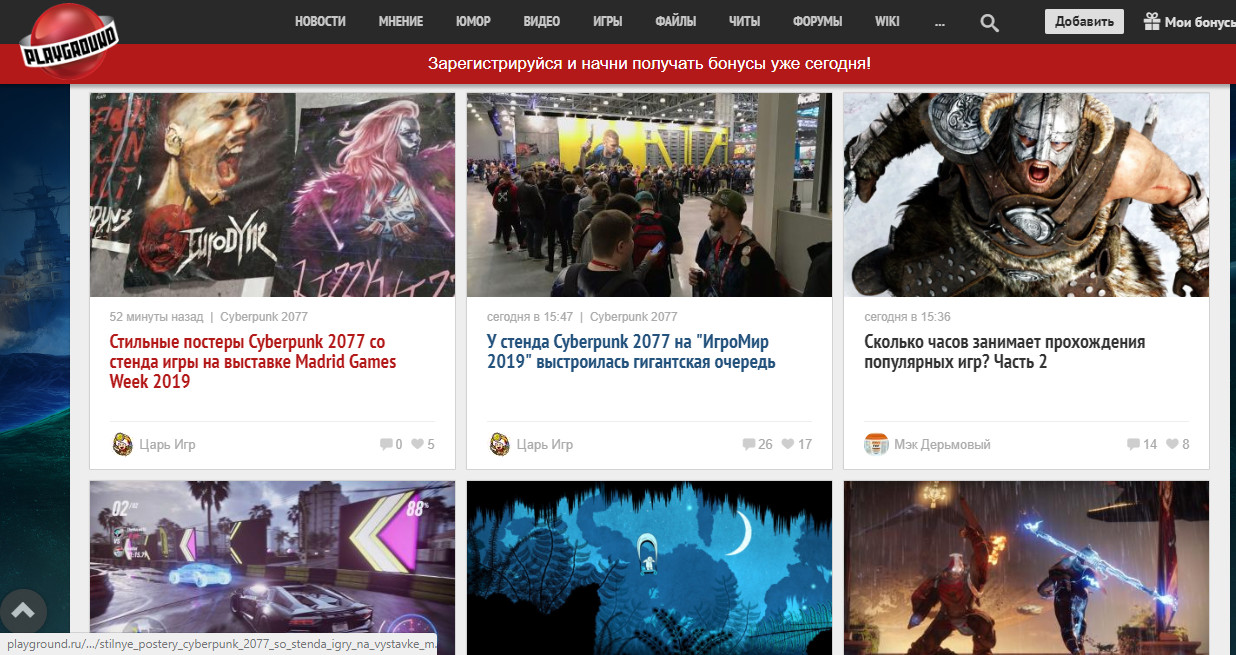 PLAYGROUND
НОВОСТИ МНЕНИЕ ЮМОР ВИДЕО ИГРЫ ФАЙЛЫ ЧИТЫ ФОРУМЫ WIKI ... Добавить Мои бонусы
Зарегистрируйся и начни получать бонусы уже сегодня!
EURODYNE
LIZZY WIZZY
52 минуты назад | Cyberpunk 2077
Стильные постеры Cyberpunk 2077 со
стенда игры на выставке Madrid Games
Week 2019
Царь Игр 0 5
сегодня в 15:47 | Cyberpunk 2077
У стенда Cyberpunk 2077 на "ИгроМир
2019" выстроилась гигантская очередь
Царь Игр 26 17
сегодня в 15:36
Сколько часов занимает прохождения
популярных игр? Часть 2
Мэк Дерьмовый 14 8
02
88%
playground.ru/.../stilnye_postery_cyberpunk_2077_so_stenda_igry_na_vystavke_m...